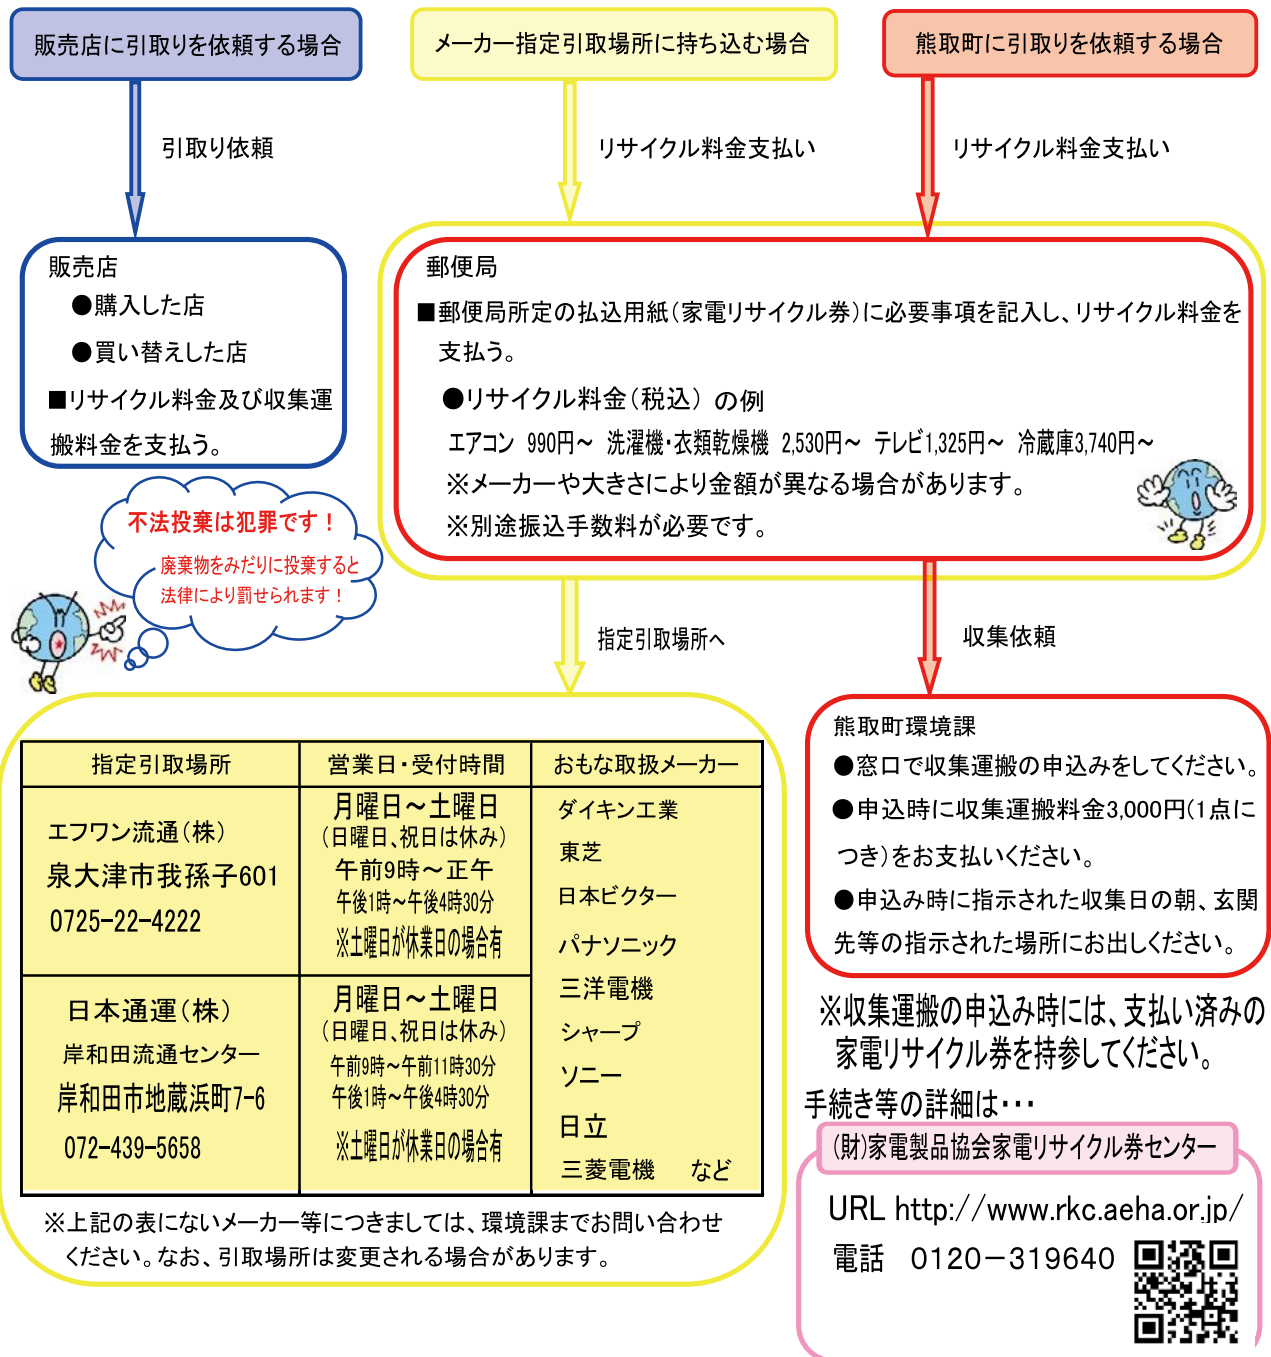 販売店に引取りを依頼する場合
メーカー指定引取場所に持ち込む場合
熊取町に引取りを依頼する場合
引取り依頼
リサイクル料金支払い
リサイクル料金支払い
販売店
●購入した店
●買い替えした店
■リサイクル料金及び収集運
搬料金を支払う。
郵便局
■郵便局所定の払込用紙(家電リサイクル券)に必要事項を記入し、リサイクル料金を
支払う。
●リサイクル料金(税込) の例
エアコン 990円～ 洗濯機・衣類乾燥機 2,530円～ テレビ1,325円～ 冷蔵庫3,740円～
※メーカーや大きさにより金額が異なる場合があります。
※別途振込手数料が必要です。
不法投棄は犯罪です！
廃棄物をみだりに投棄すると
法律により罰せられます！
指定引取場所へ
収集依頼
指定引取場所
営業日・受付時間
おもな取扱メーカー
エフワン流通(株)
泉大津市我孫子601
0725-22-4222
月曜日～土曜日
(日曜日、祝日は休み)
午前9時～正午
午後1時～午後4時30分
※土曜日が休業日の場合有
日本通運(株)
岸和田流通センター
岸和田市地蔵浜町7-6
072-439-5658
月曜日～土曜日
(日曜日、祝日は休み)
午前9時～午前11時30分
午後1時～午後4時30分
※土曜日が休業日の場合有
ダイキン工業
東芝
日本ビクター
パナソニック
三洋電機
シャープ
ソニー
日立
三菱電機 など
※上記の表にないメーカー等につきましては、環境課までお問い合わせ
ください。なお、引取場所は変更される場合があります。
熊取町環境課
●窓口で収集運搬の申込みをしてください。
●申込時に収集運搬料金3,000円(1点に
つき)をお支払いください。
●申込み時に指示された収集日の朝、玄関
先等の指示された場所にお出しください。
※収集運搬の申込み時には、支払い済みの
家電リサイクル券を持参してください。
手続き等の詳細は・・・
(財)家電製品協会家電リサイクル券センター
URL http://www.rkc.aeha.or.jp/
電話 0120－319640